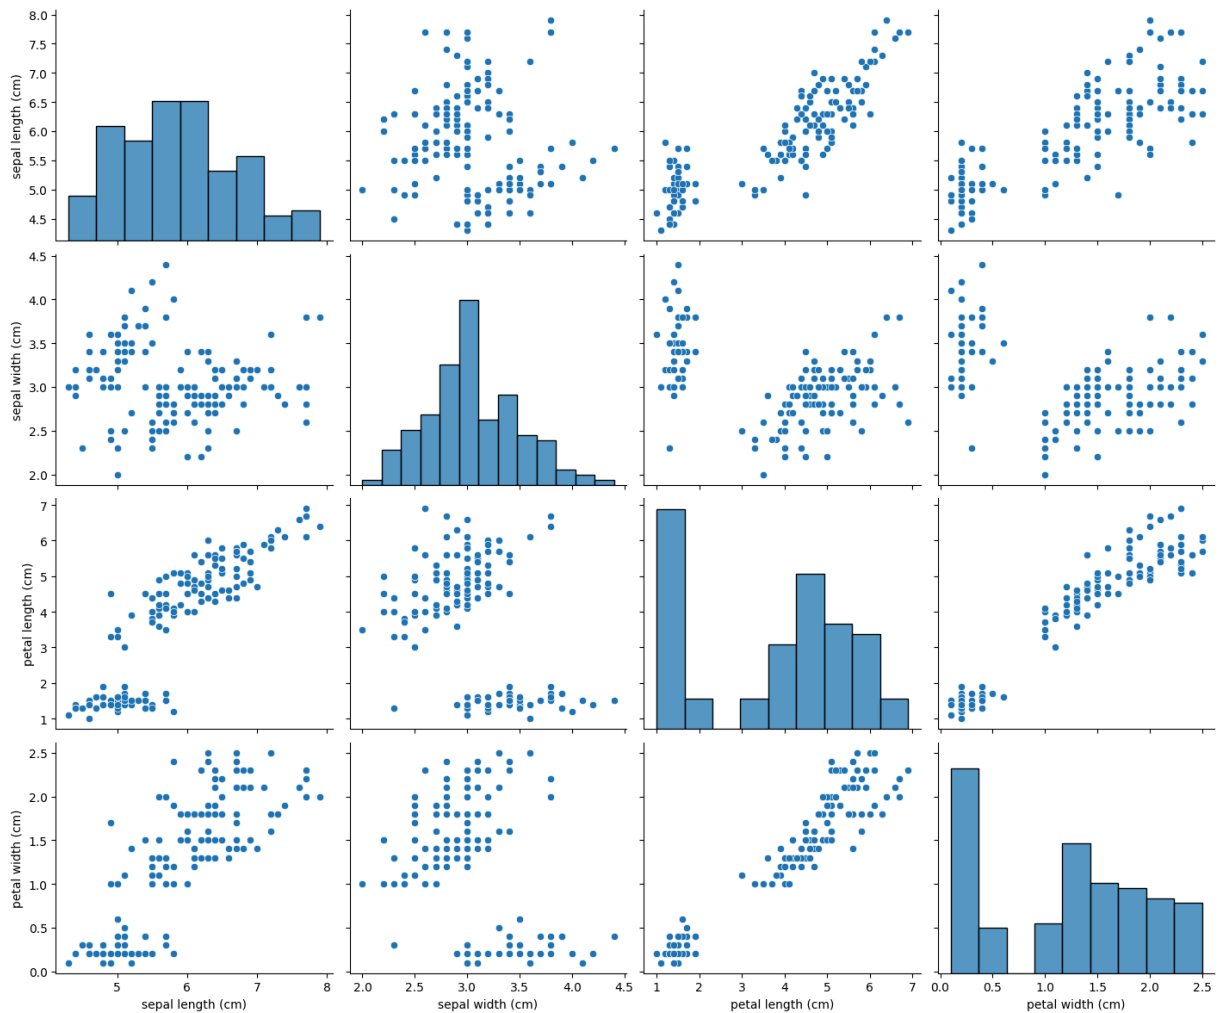 8.0
7.5
7.0
6.5
6.0
5.5
5.0
4.5
sepal length (cm)
4.5
4.0
3.5
3.0
2.5
2.0
sepal width (cm)
7
6
5
4
3
2
1
petal length (cm)
2.5
2.0
1.5
1.0
0.5
0.0
petal width (cm)
5 6 7 8
sepal length (cm)
2.0 2.5 3.0 3.5 4.0 4.5
sepal width (cm)
1 2 3 4 5 6 7
petal length (cm)
0.0 0.5 1.0 1.5 2.0 2.5
petal width (cm)